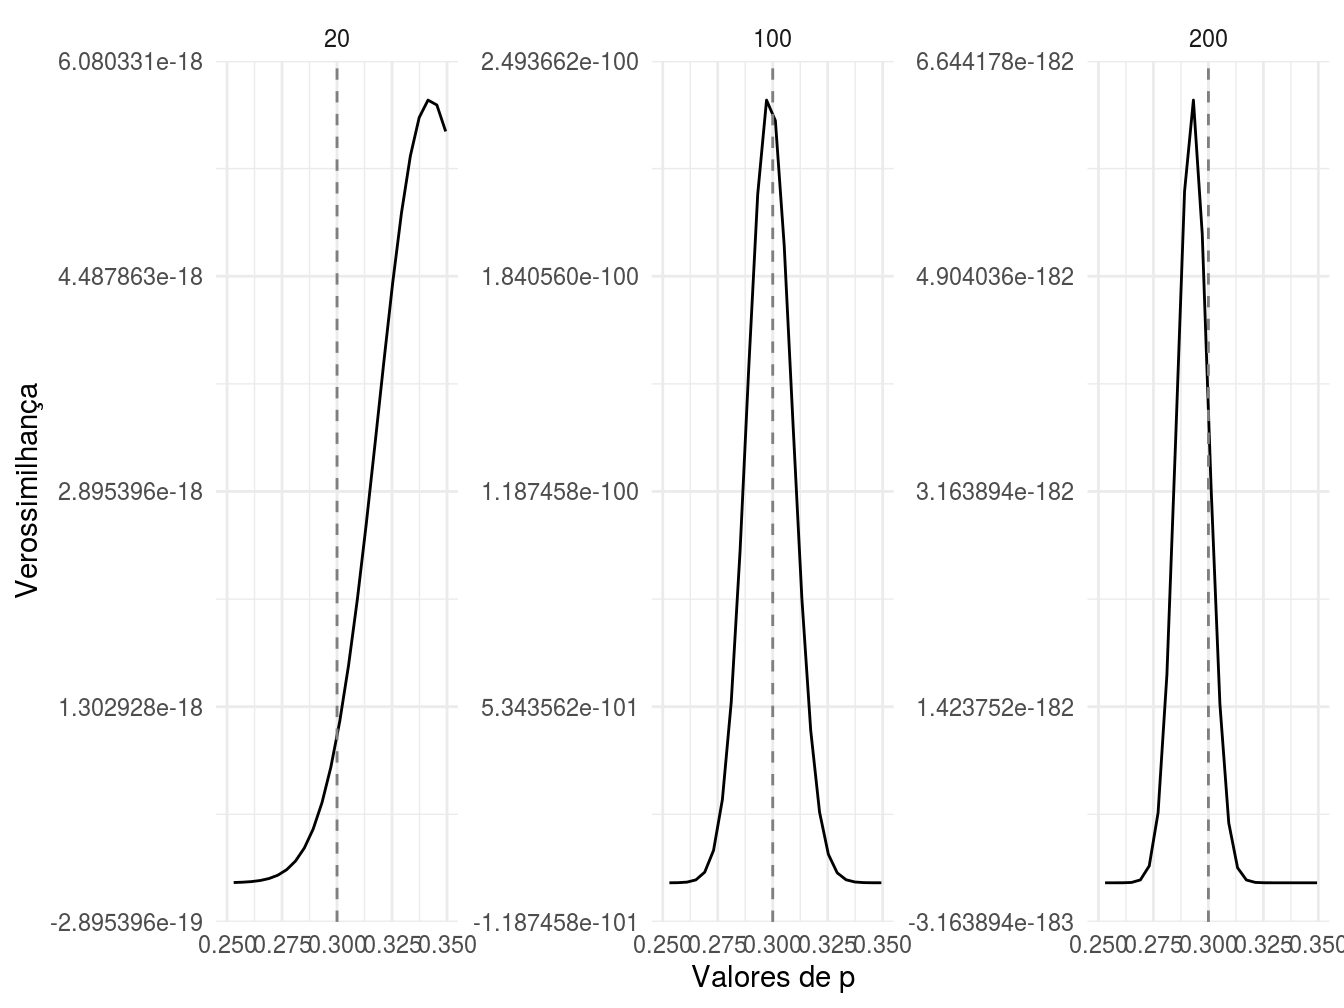 20
100
200
6.080331e-18
4.487863e-18
2.895396e-18
1.302928e-18
-2.895396e-19
2.493662e-100
1.840560e-100
1.187458e-100
5.343562e-101
-1.187458e-101
6.644178e-182
4.904036e-182
3.163894e-182
1.423752e-182
-3.163894e-183
0.250 0.275 0.300 0.325 0.350
0.250 0.275 0.300 0.325 0.350
0.250 0.275 0.300 0.325 0.350
Valores de p
Verossimilhança